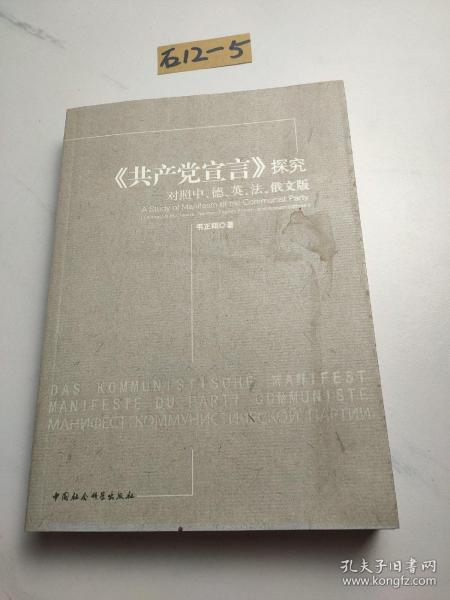 石12-5
《共产党宣言》探究
对照中、德、英、法、俄文版
A Study of Manifesto of the Communist Party
韦正翔◎著
DAS KOMMUNISTISCHE MANIFEST
MANIFESTE DU PARTI COMMUNISTE
МАНИФЕСТ КОММУНИСТИЧЕСКОЙ ПАРТИИ
中国社会科学出版社
孔夫子旧书网
www.kongfz.com